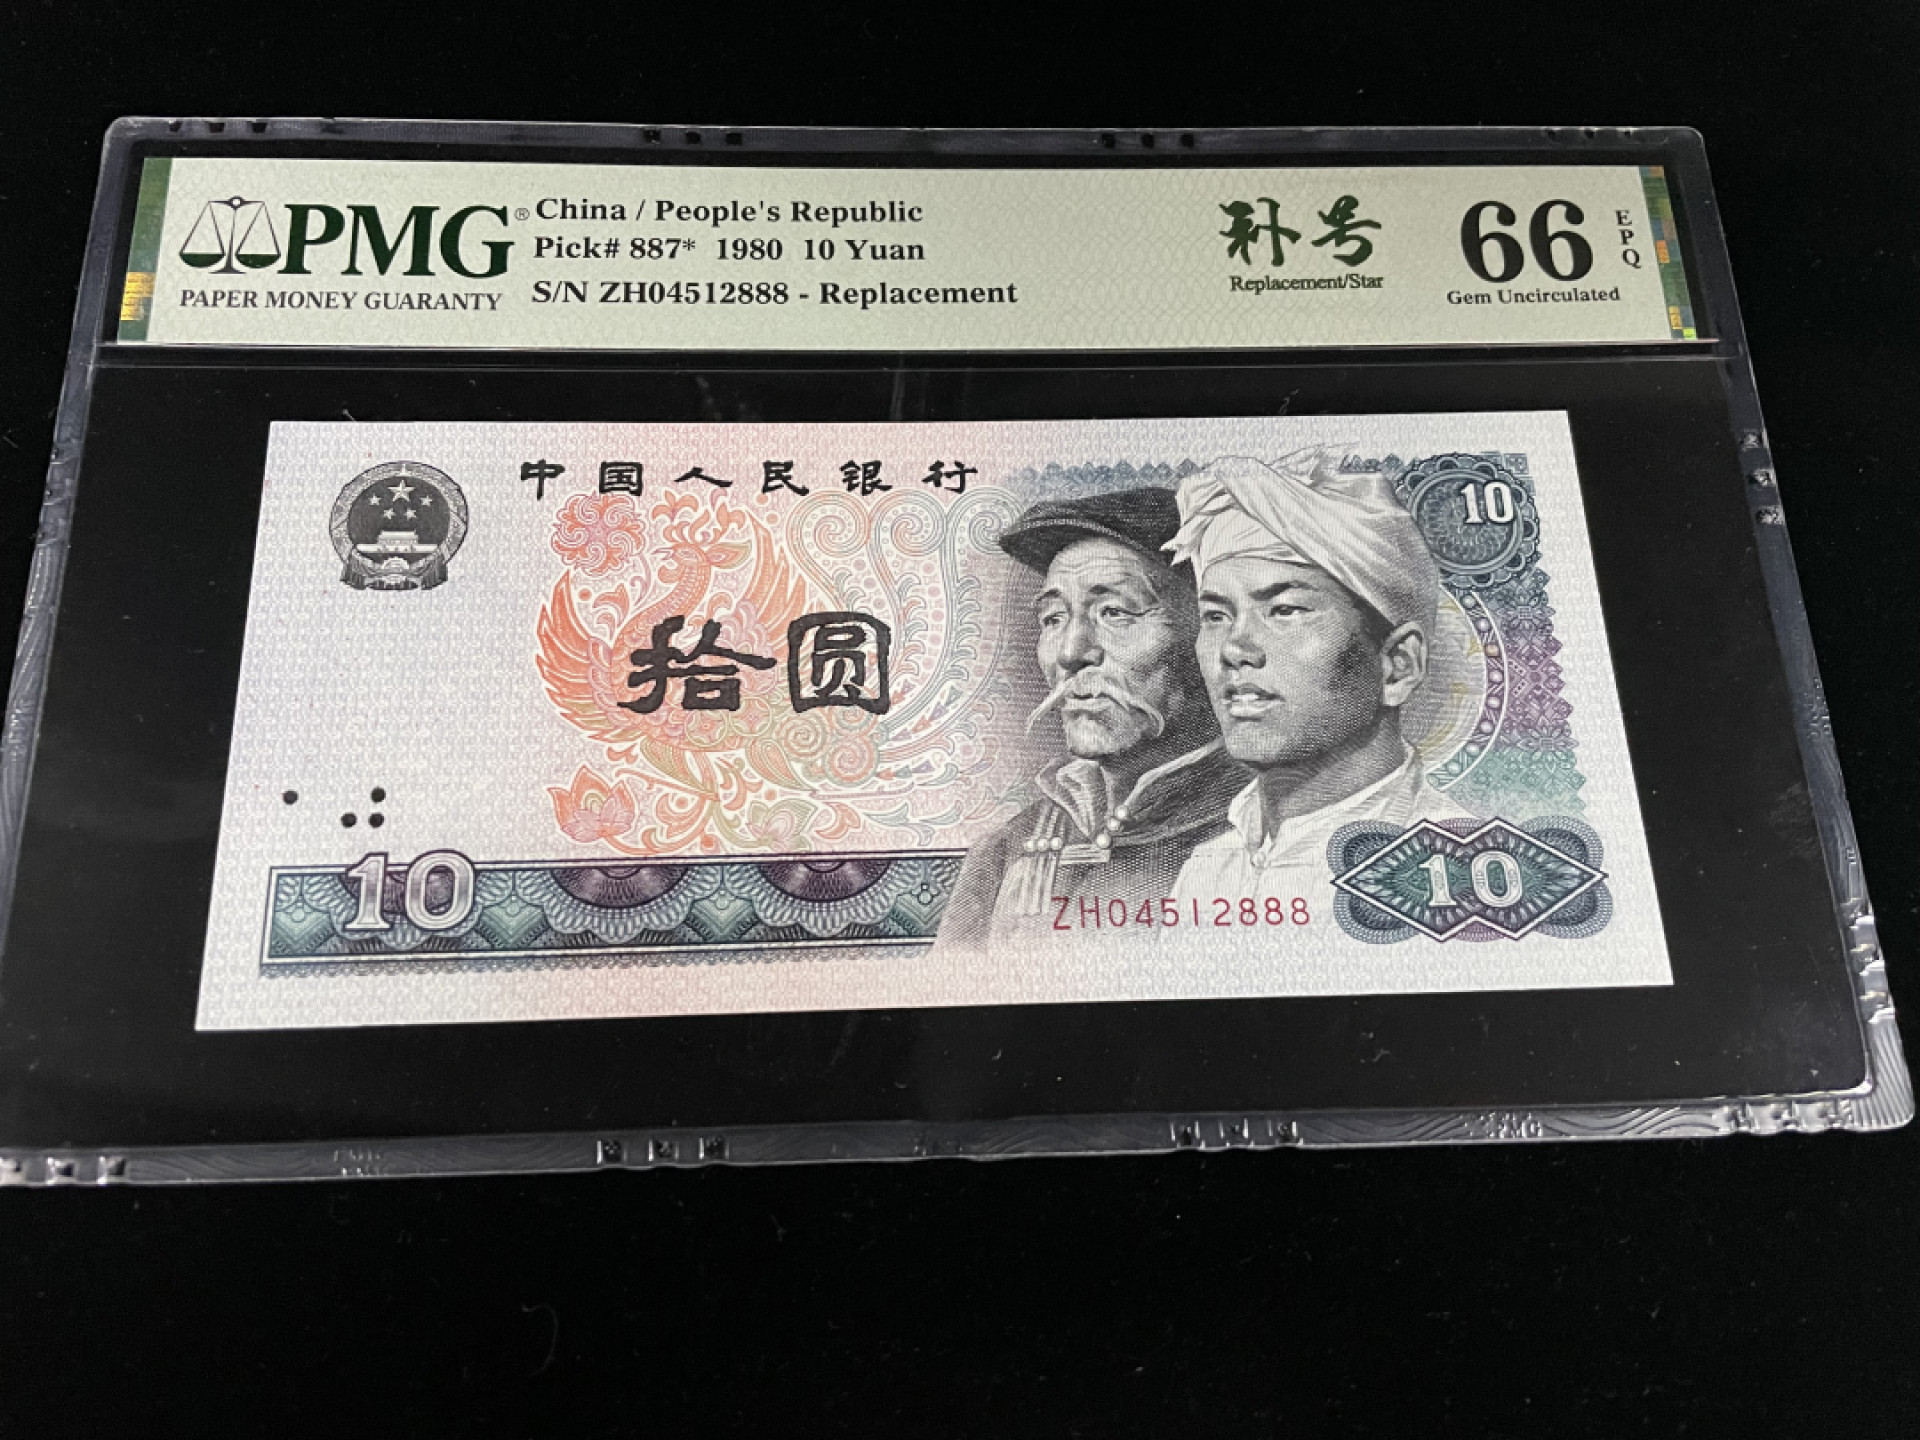 PMG®
PAPER MONEY GUARANTY
China / People's Republic
Pick# 887* 1980 10 Yuan
S/N ZH04512888 - Replacement
补号
Replacement/Star
66
EPQ
Gem Uncirculated
中国人民银行
10
拾圆
10
ZH04512888
10
PMG